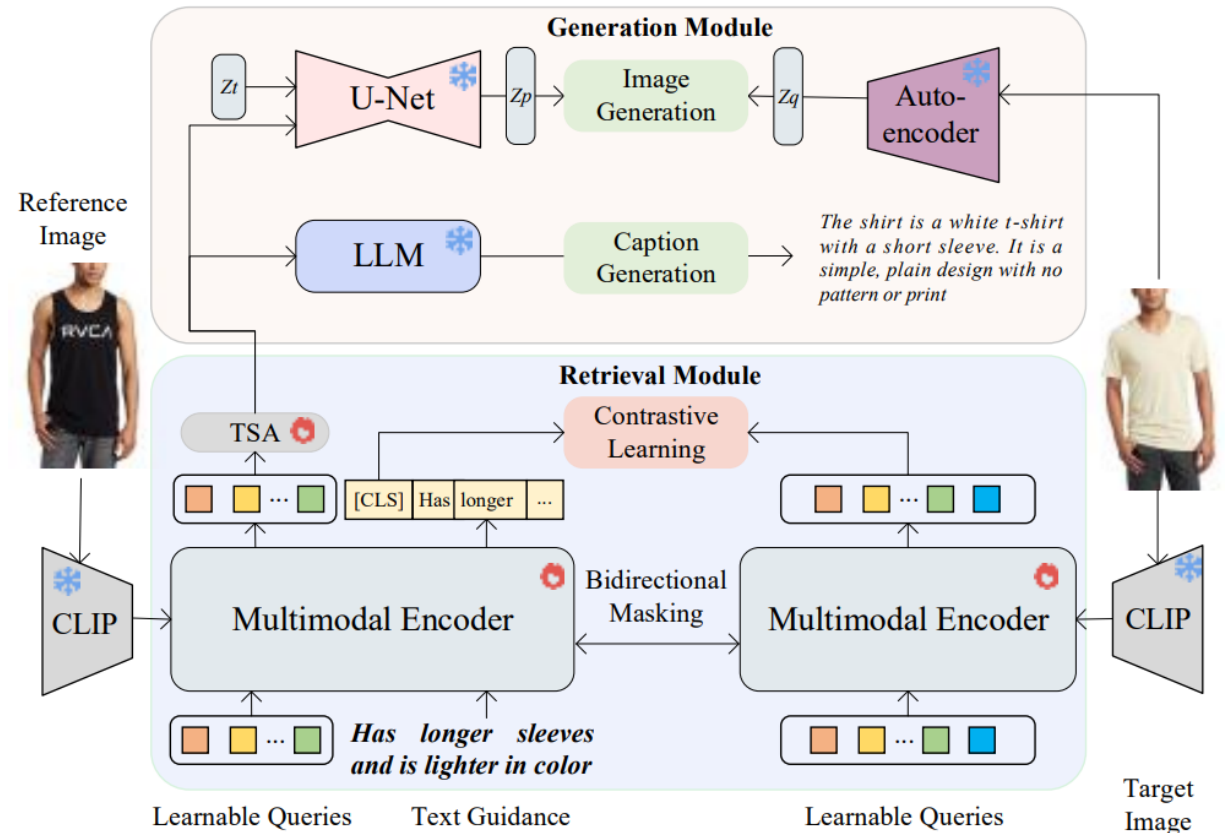 Generation Module
Zt
U-Net
Zp
Image
Generation
Zq
Auto-
encoder
Reference
Image
LLM
Caption
Generation
The shirt is a white t-shirt
with a short sleeve. It is a
simple, plain design with no
pattern or print
RVCA
Retrieval Module
TSA
Contrastive
Learning
[CLS] Has longer ...
...
...
CLIP
Multimodal Encoder
Bidirectional
Masking
Multimodal Encoder
CLIP
...
Has longer sleeves
and is lighter in color
...
Learnable Queries
Text Guidance
Learnable Queries
Target
Image